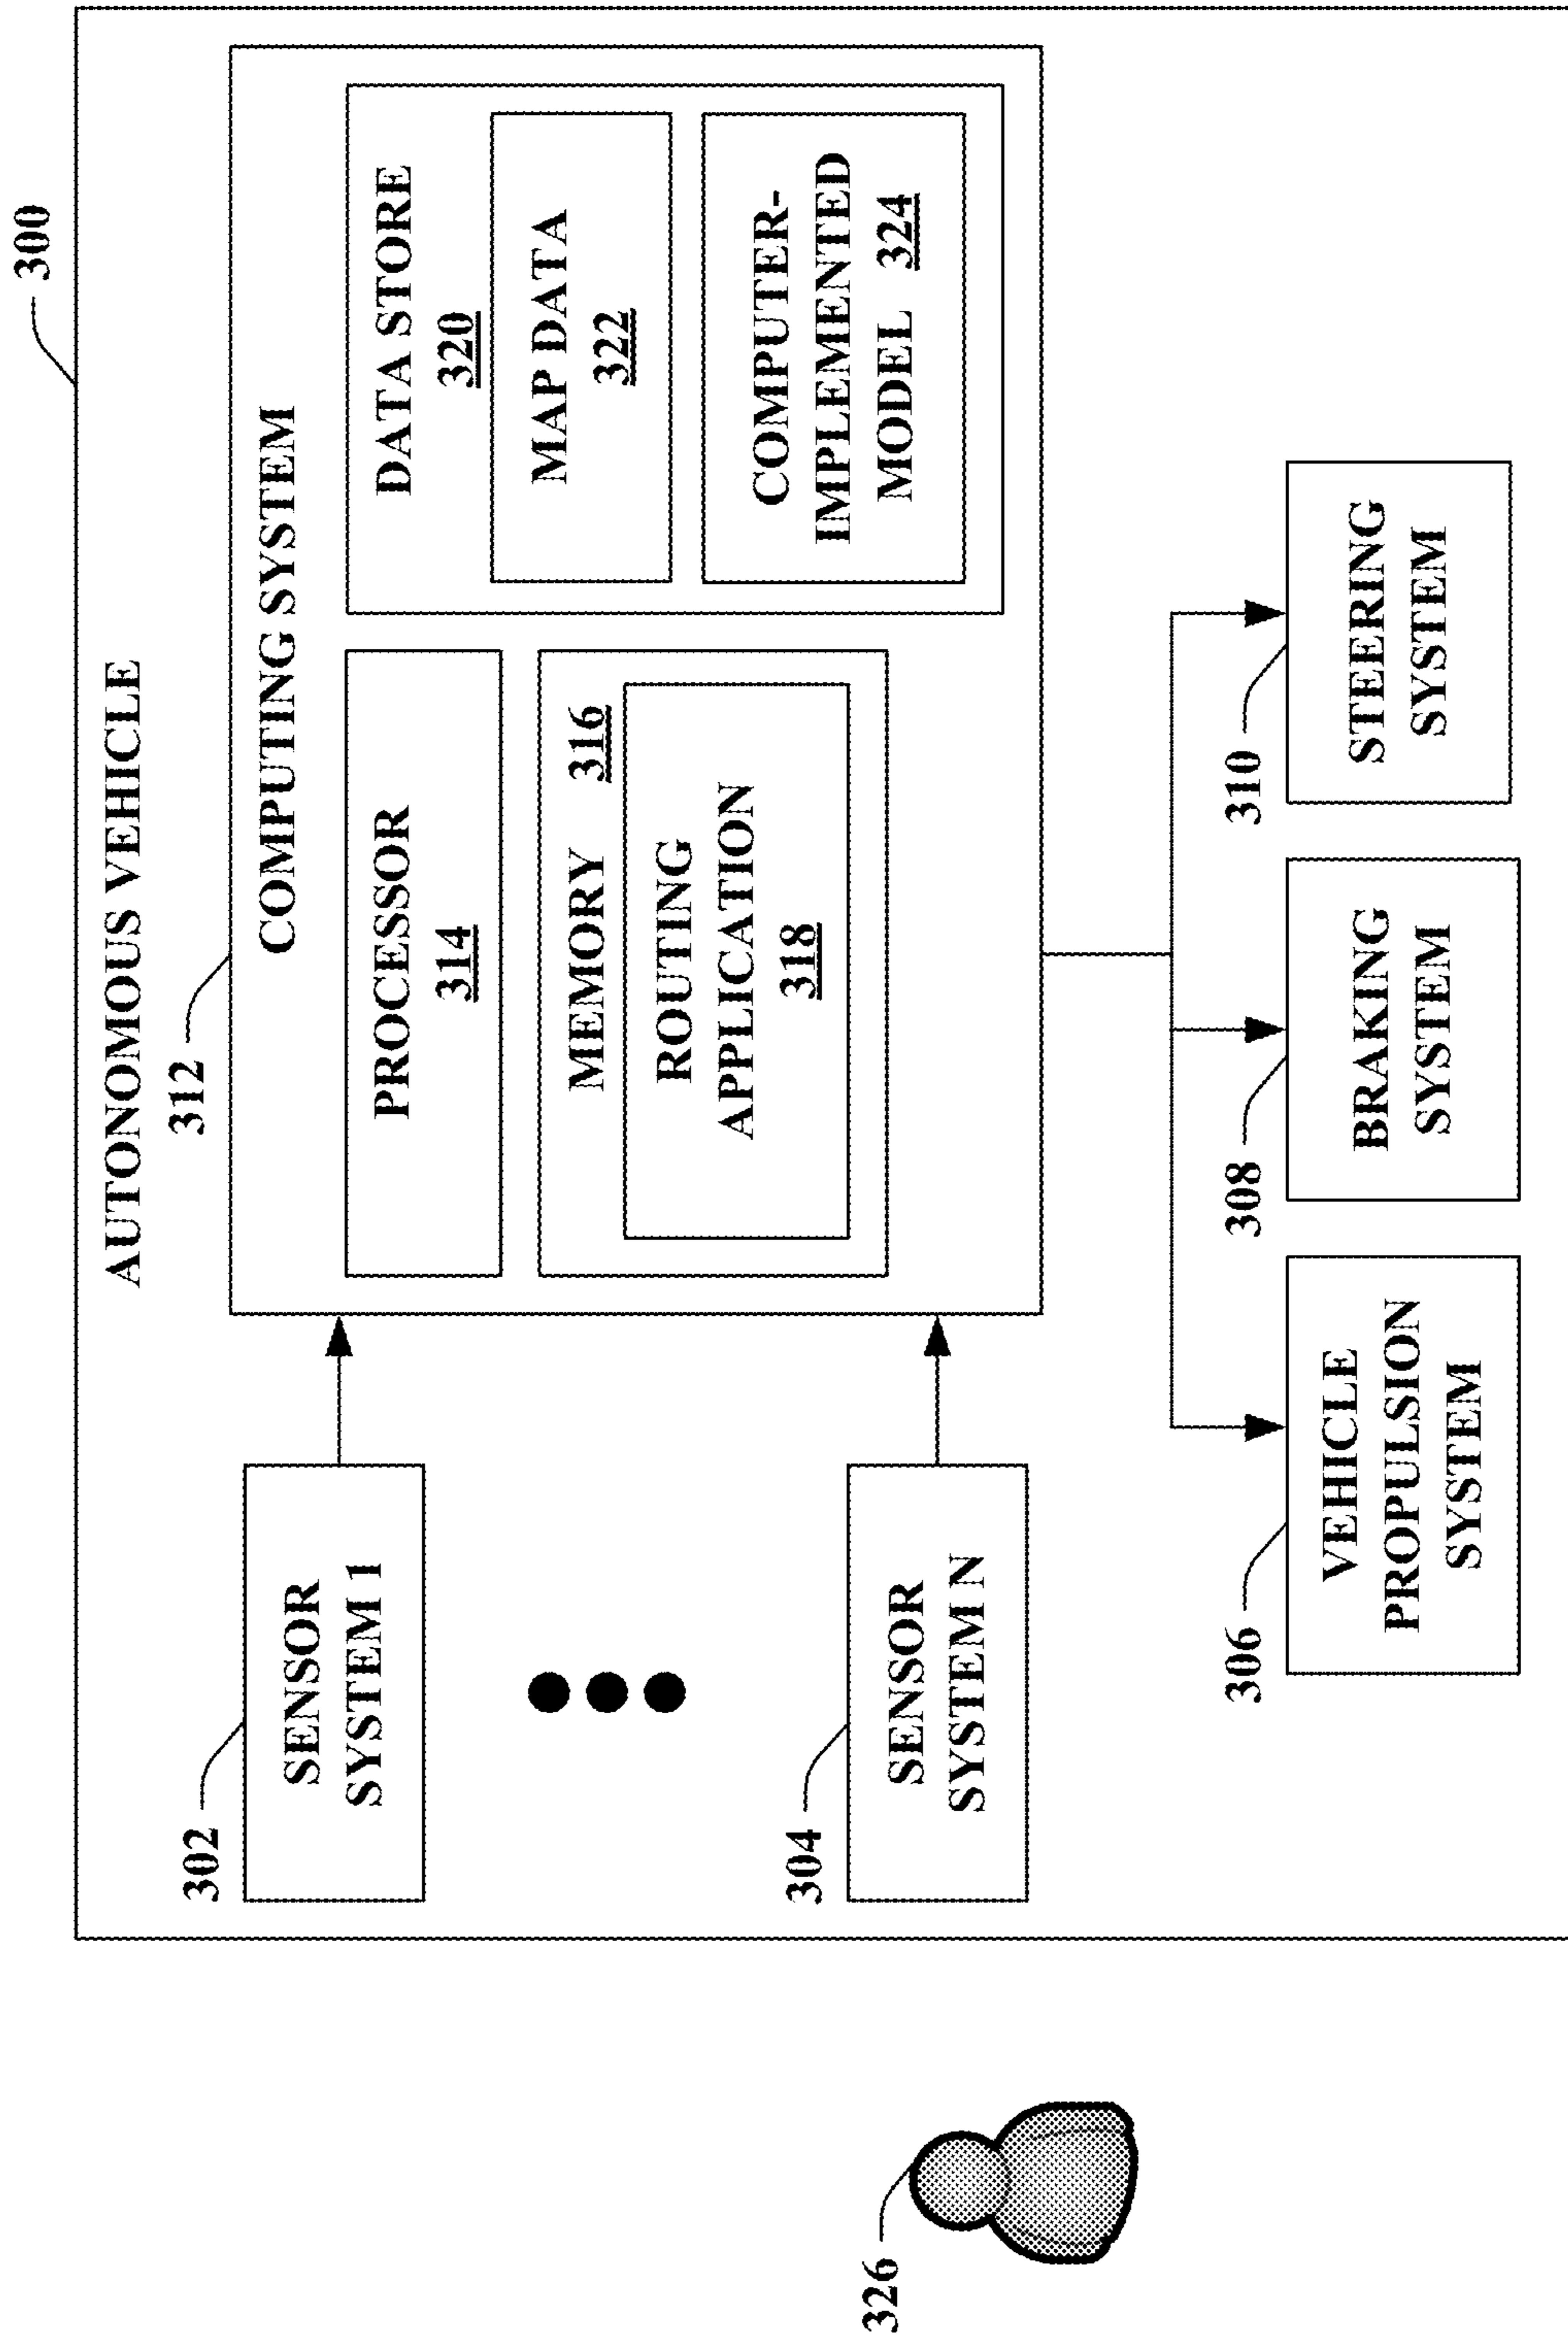 300
AUTONOMOUS VEHICLE
312
COMPUTING SYSTEM
302
SENSOR
SYSTEM 1
PROCESSOR
314
MEMORY 316
ROUTING
APPLICATION
318
DATA STORE
320
MAP DATA
322
COMPUTER-
IMPLEMENTED
MODEL 324
304
SENSOR
SYSTEM N
326
306
VEHICLE
PROPULSION
SYSTEM
308
BRAKING
SYSTEM
310
STEERING
SYSTEM